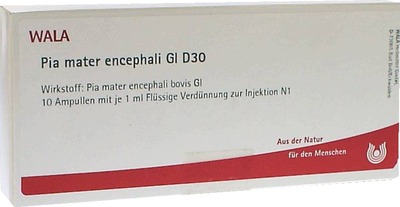 WALA
Pia mater encephali Gl D30
Wirkstoff: Pia mater encephali bovis Gl
10 Ampullen mit je 1 ml Flüssige Verdünnung zur Injektion N1
Aus der Natur
für den Menschen
WALA